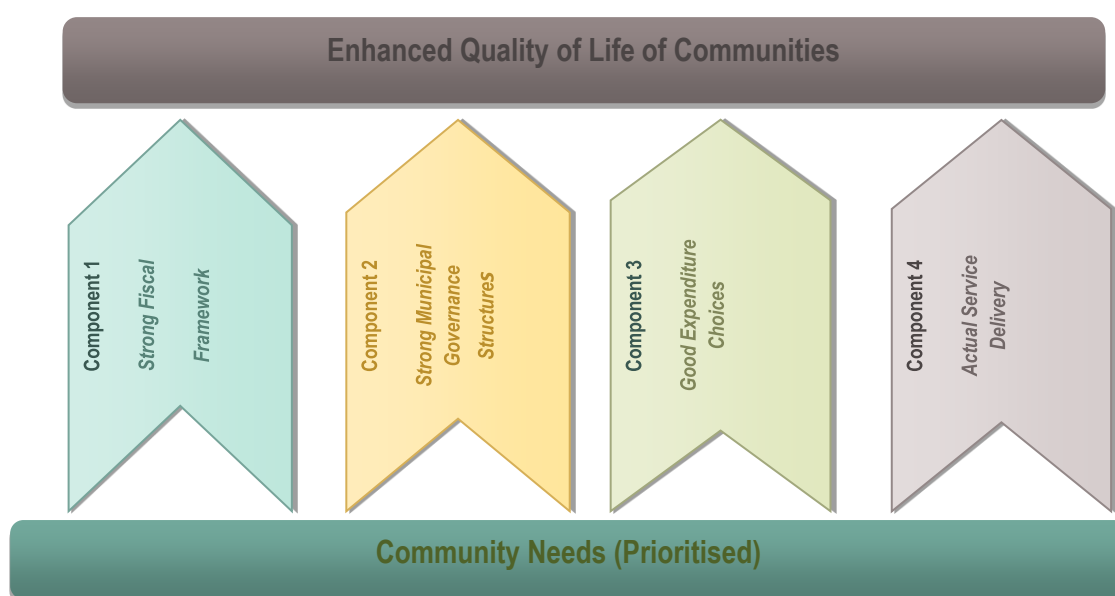 Enhanced Quality of Life of Communities
Component 1
Strong Fiscal
Framework
Component 2
Strong Municipal
Governance
Structures
Component 3
Good Expenditure
Choices
Component 4
Actual Service
Delivery
Community Needs (Prioritised)